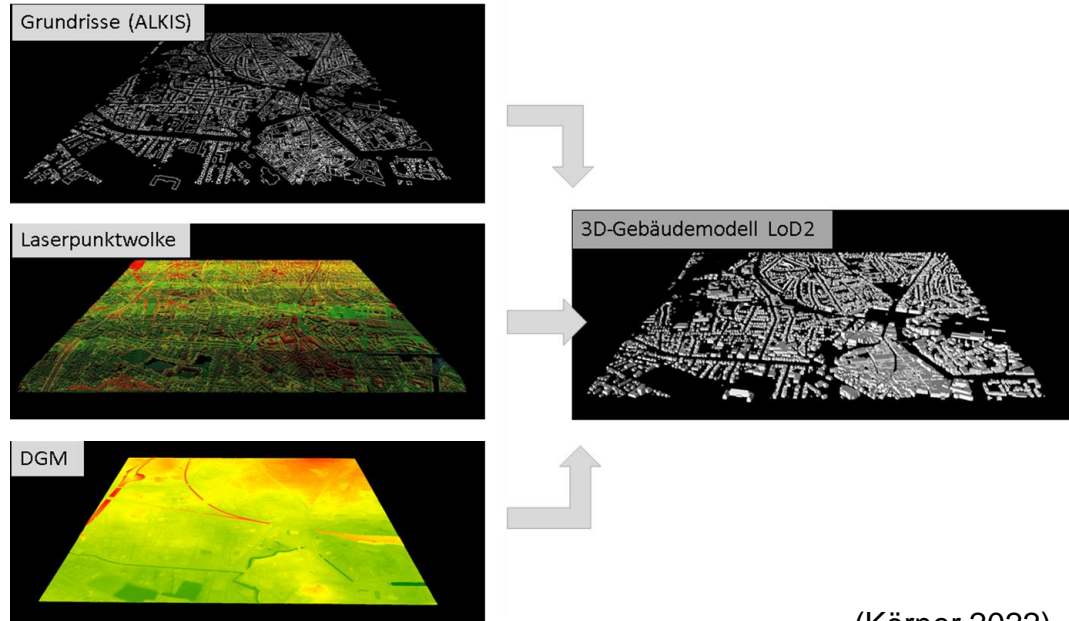 Grundrisse (ALKIS)
Laserpunktwolke
3D-Gebäudemodell LoD2
DGM
(Körner 2022)